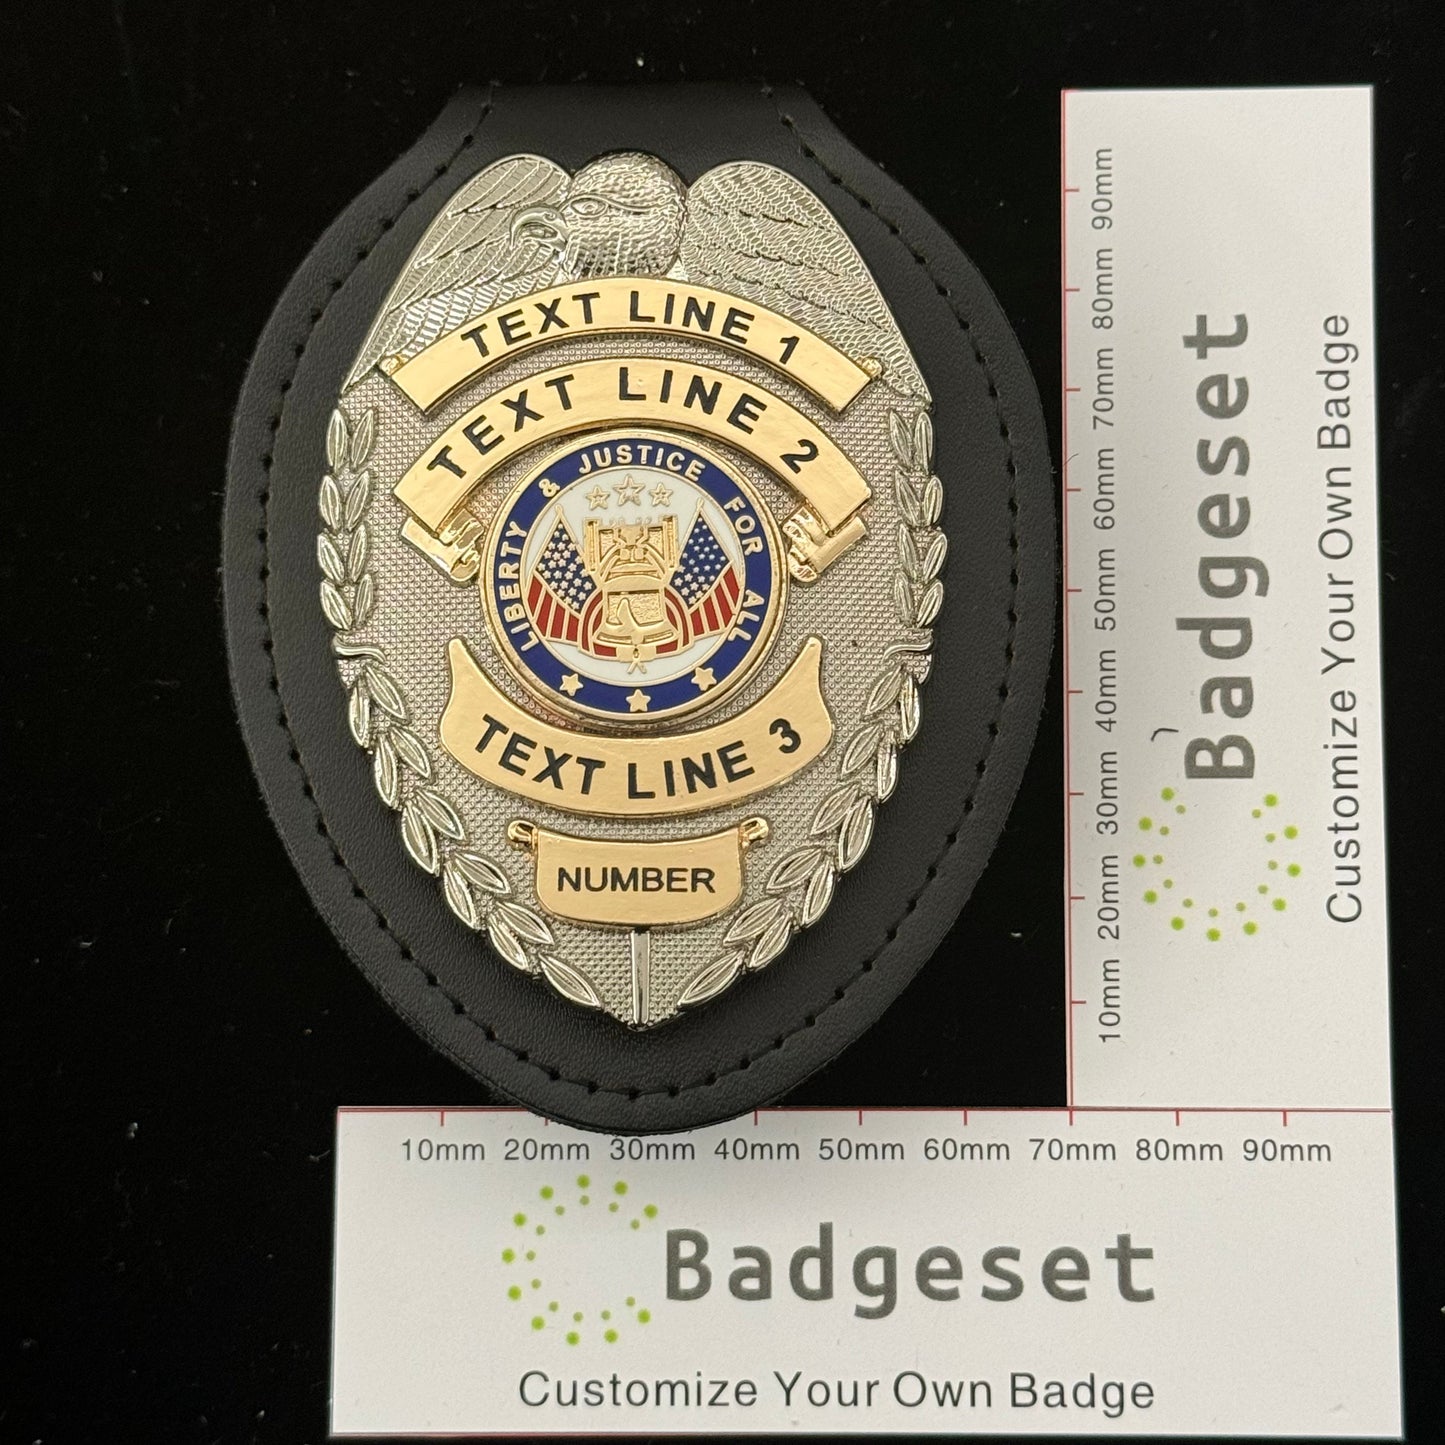 TEXT LINE 1
TEXT LINE 2
LIBERTY & JUSTICE FOR ALL
TEXT LINE 3
NUMBER
90mm
80mm
70mm
60mm
50mm
40mm
30mm
20mm
10mm
Badgeset
Customize Your Own Badge
10mm 20mm 30mm 40mm 50mm 60mm 70mm 80mm 90mm
Badgeset
Customize Your Own Badge